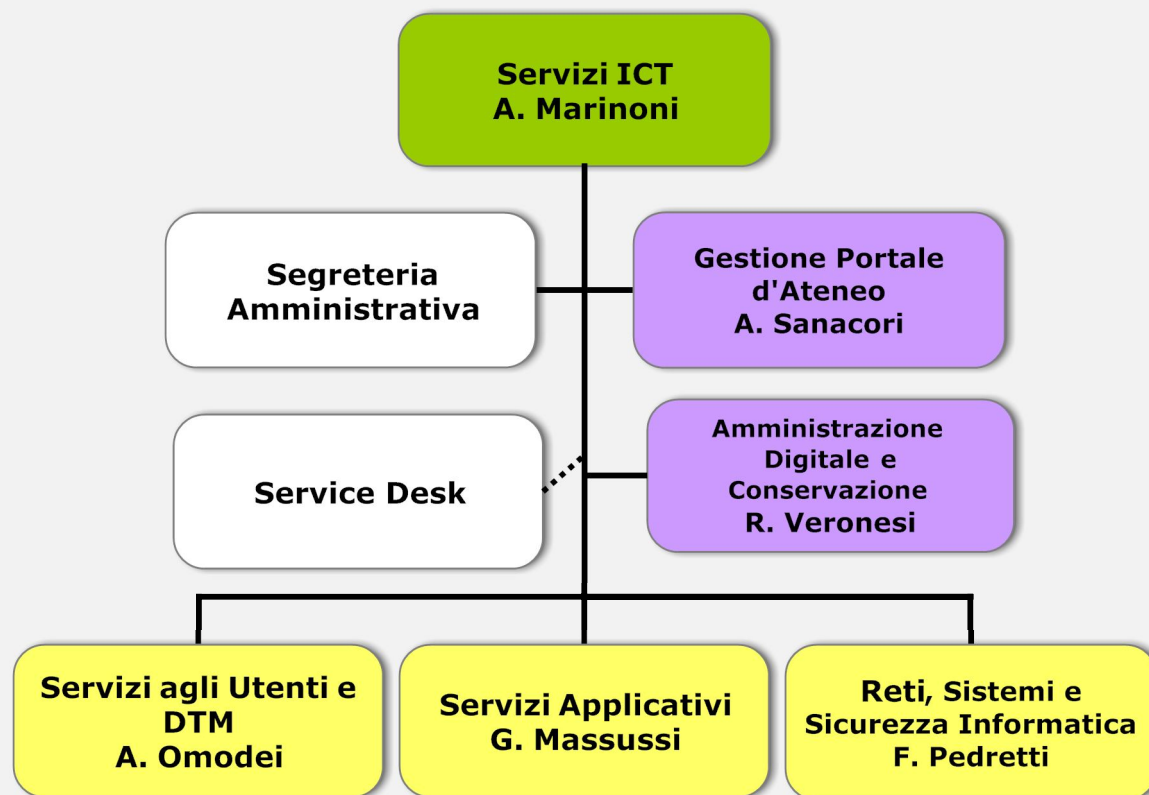 Servizi ICT
A. Marinoni
Segreteria
Amministrativa
Gestione Portale
d'Ateneo
A. Sanacori
Service Desk
Amministrazione
Digitale e
Conservazione
R. Veronesi
Servizi agli Utenti e
DTM
A. Omodei
Servizi Applicativi
G. Massussi
Reti, Sistemi e
Sicurezza Informatica
F. Pedretti